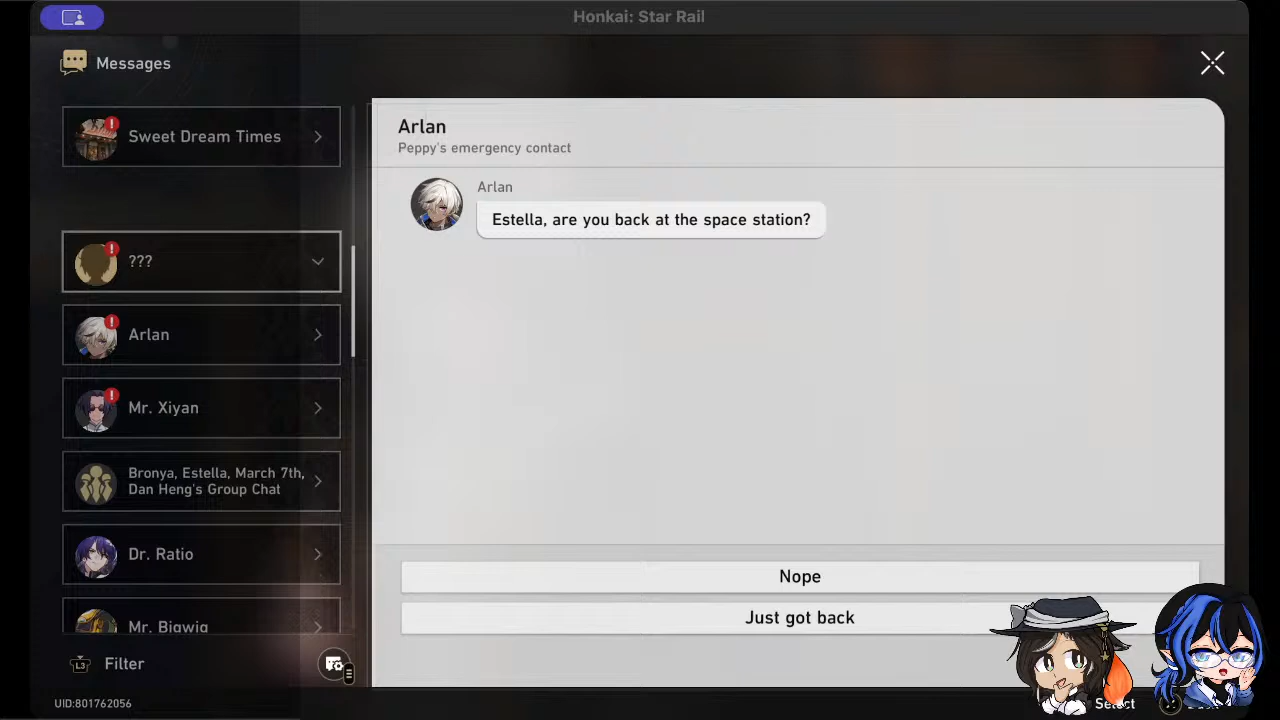 Honkai: Star Rail
Messages
Sweet Dream Times
???
Arlan
Mr. Xiyan
Bronya, Estella, March 7th,
Dan Heng's Group Chat
Dr. Ratio
Mr. Bigwig
L3 Filter
UID:801762056
Arlan
Peppy's emergency contact
Arlan
Estella, are you back at the space station?
Nope
Just got back
Select